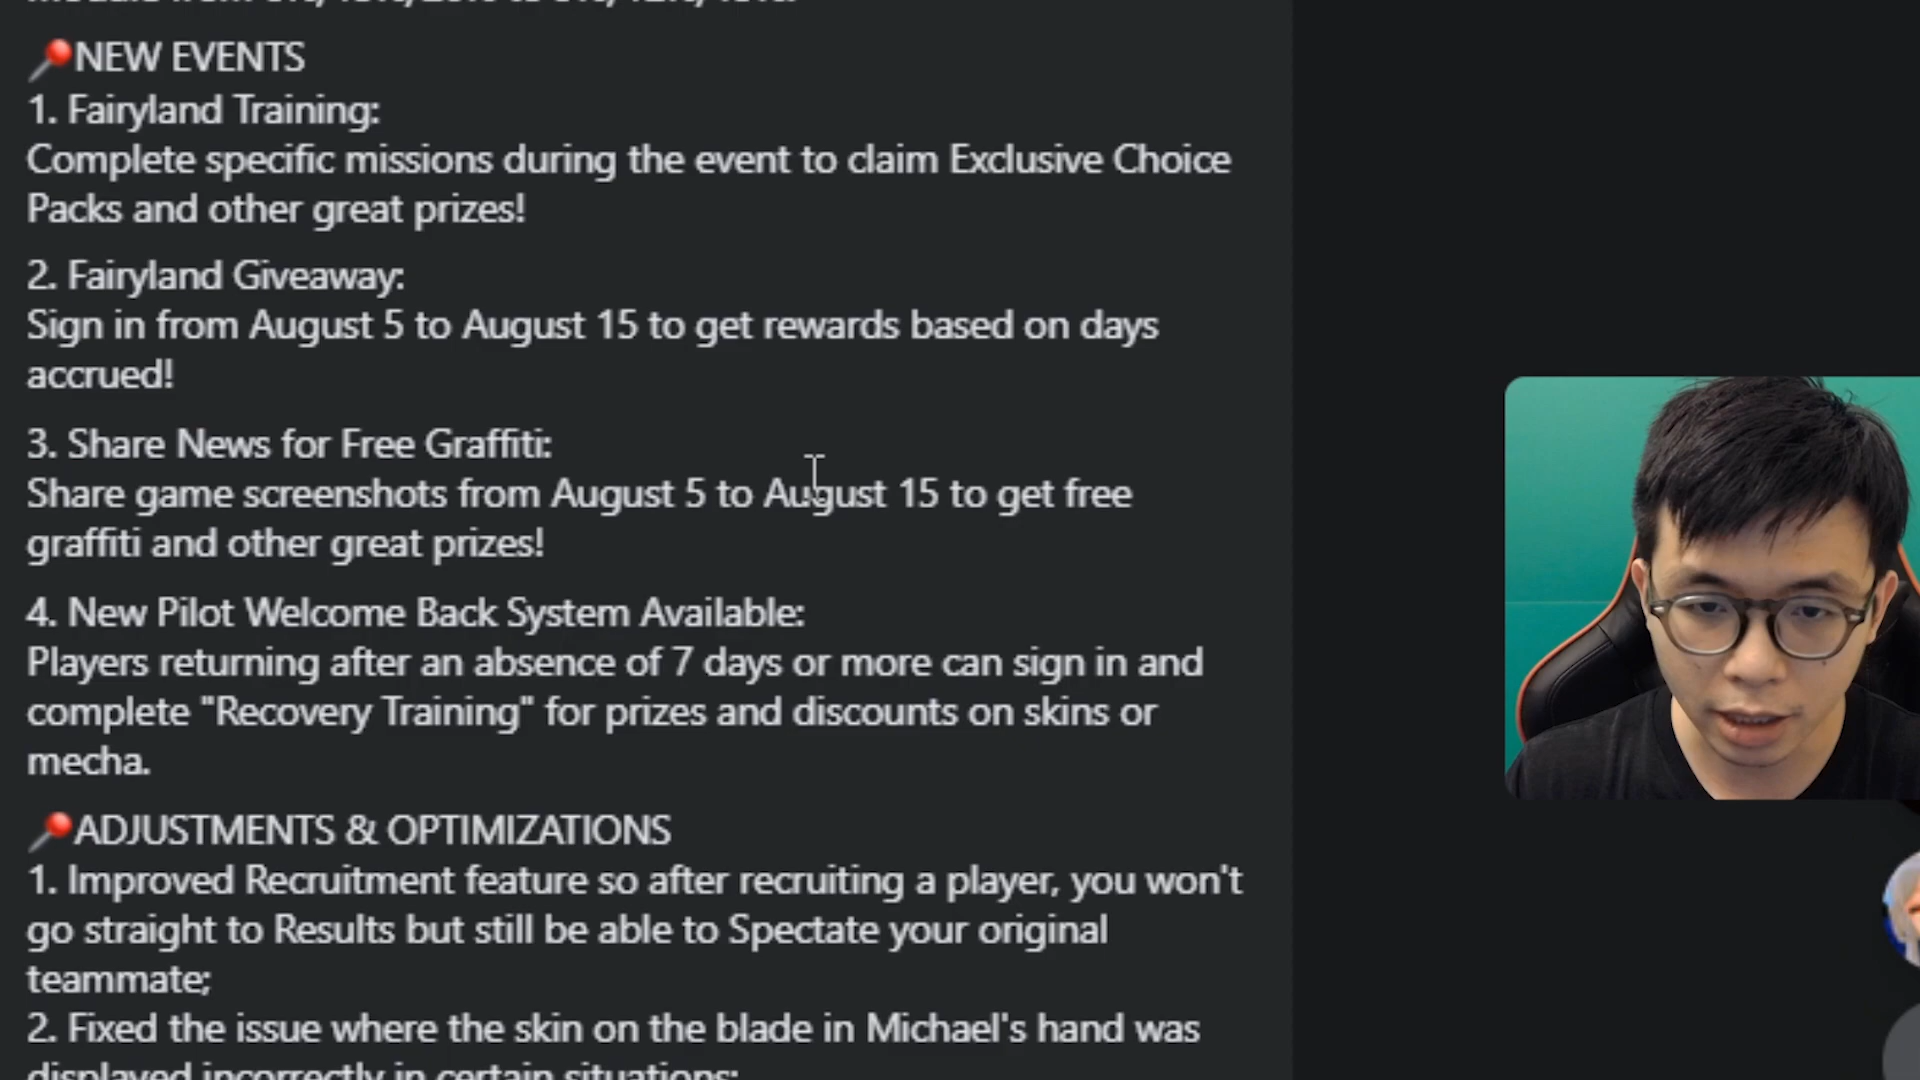 NEW EVENTS
1. Fairyland Training:
Complete specific missions during the event to claim Exclusive Choice
Packs and other great prizes!
2. Fairyland Giveaway:
Sign in from August 5 to August 15 to get rewards based on days
accrued!
3. Share News for Free Graffiti:
Share game screenshots from August 5 to August 15 to get free
graffiti and other great prizes!
4. New Pilot Welcome Back System Available:
Players returning after an absence of 7 days or more can sign in and
complete "Recovery Training" for prizes and discounts on skins or
mecha.
ADJUSTMENTS & OPTIMIZATIONS
1. Improved Recruitment feature so after recruiting a player, you won't
go straight to Results but still be able to Spectate your original
teammate;
2. Fixed the issue where the skin on the blade in Michael's hand was
displayed incorrectly in certain situations;